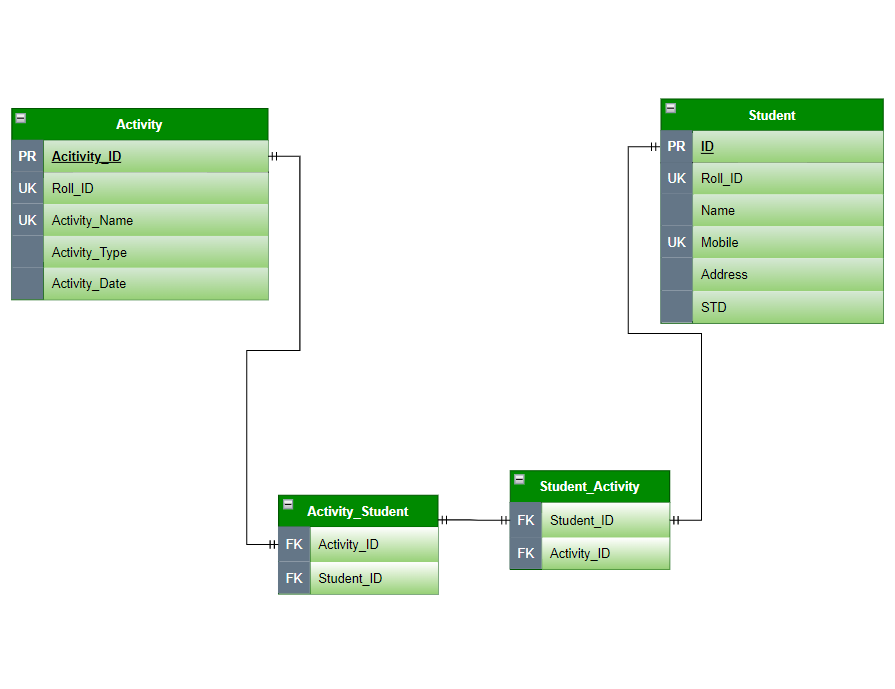 Activity
PR Acitivity_ID
UK Roll_ID
UK Activity_Name
Activity_Type
Activity_Date
Student
PR ID
UK Roll_ID
Name
UK Mobile
Address
STD
Activity_Student
FK Activity_ID
FK Student_ID
Student_Activity
FK Student_ID
FK Activity_ID